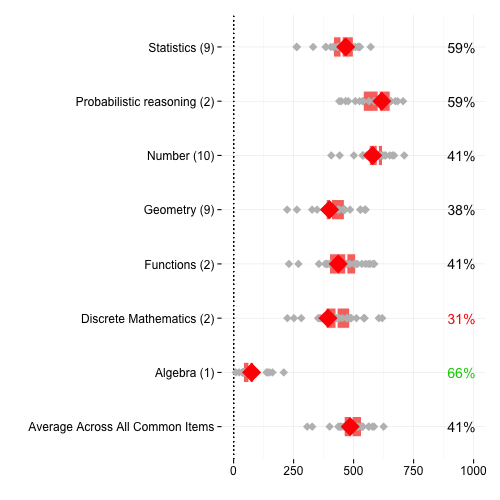 Statistics (9) 59%
Probabilistic reasoning (2) 59%
Number (10) 41%
Geometry (9) 38%
Functions (2) 41%
Discrete Mathematics (2) 31%
Algebra (1) 66%
Average Across All Common Items 41%
0 250 500 750 1000